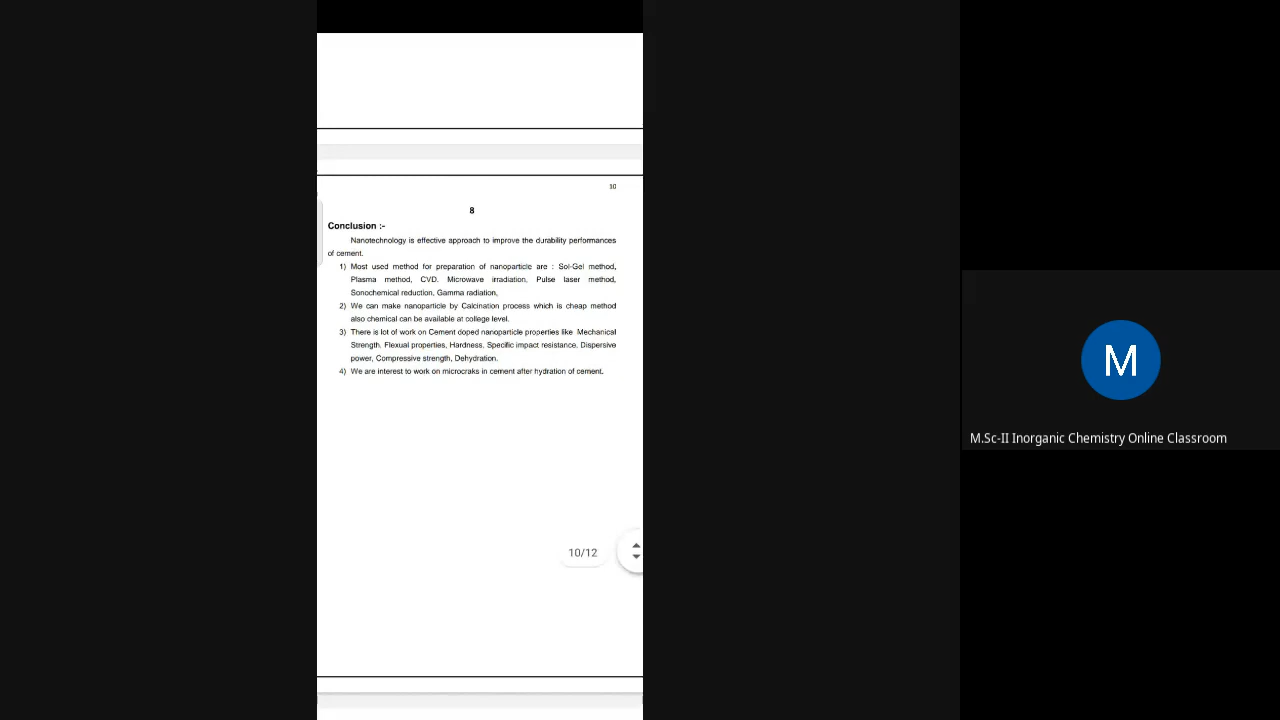 10
8
Conclusion :-
Nanotechnology is effective approach to improve the durability performances
of cement.
1) Most used method for preparation of nanoparticle are : Sol-Gel method,
Plasma method, CVD. Microwave irradiation, Pulse laser method,
Sonochemical reduction, Gamma radiation,
2) We can make nanoparticle by Calcination process which is cheap method
also chemical can be available at college level.
3) There is lot of work on Cement doped nanoparticle properties like Mechanical
Strength, Flexual properties, Hardness, Specific impact resistance, Dispersive
power, Compressive strength, Dehydration.
4) We are interest to work on microcraks in cement after hydration of cement.
10/12
M
M.Sc-II Inorganic Chemistry Online Classroom